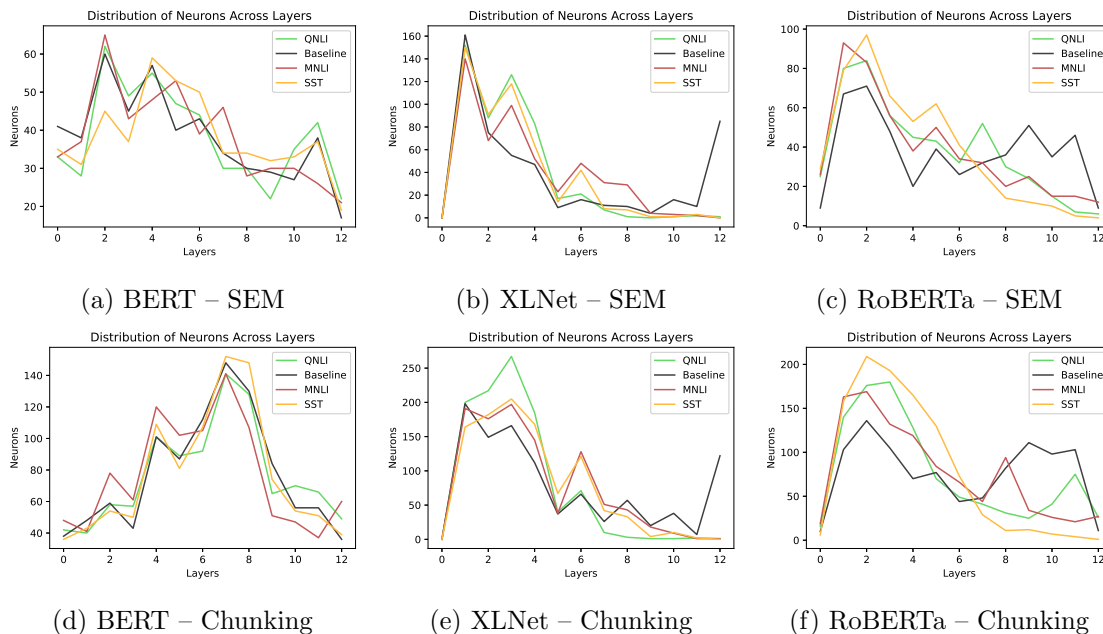 Distribution of Neurons Across Layers
Neurons
60
50
40
30
20
0 2 4 6 8 10 12
Layers
QNLI
Baseline
MNLI
SST
(a) BERT – SEM
Distribution of Neurons Across Layers
Neurons
160
140
120
100
80
60
40
20
0
0 2 4 6 8 10 12
Layers
QNLI
Baseline
MNLI
SST
(b) XLNet – SEM
Distribution of Neurons Across Layers
Neurons
100
80
60
40
20
0
0 2 4 6 8 10 12
Layers
QNLI
Baseline
MNLI
SST
(c) RoBERTa – SEM
Distribution of Neurons Across Layers
Neurons
140
120
100
80
60
40
0 2 4 6 8 10 12
Layers
QNLI
Baseline
MNLI
SST
(d) BERT – Chunking
Distribution of Neurons Across Layers
Neurons
250
200
150
100
50
0
0 2 4 6 8 10 12
Layers
QNLI
Baseline
MNLI
SST
(e) XLNet – Chunking
Distribution of Neurons Across Layers
Neurons
200
150
100
50
0
0 2 4 6 8 10 12
Layers
QNLI
Baseline
MNLI
SST
(f) RoBERTa – Chunking